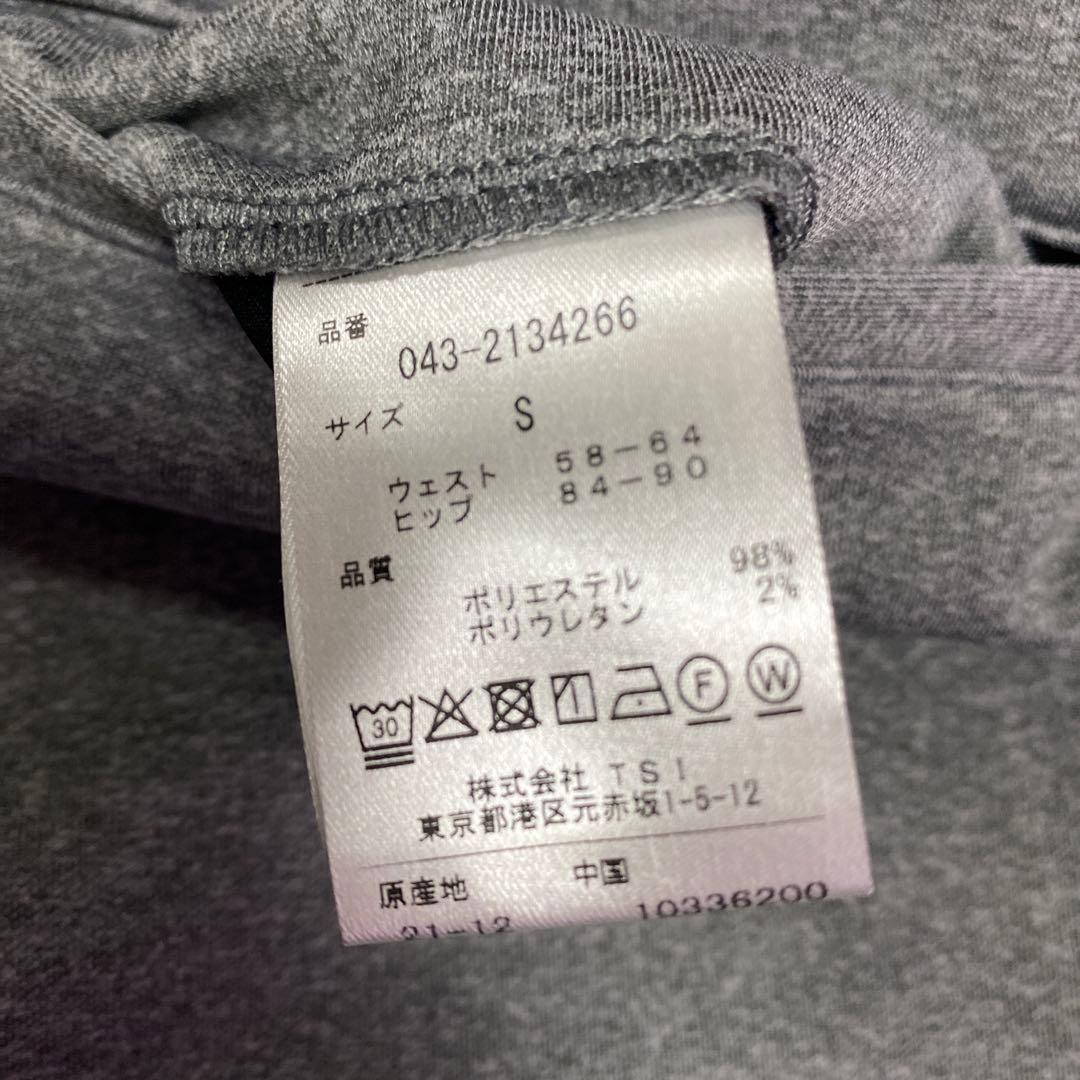 品番
043-2134266
サイズ S
ウェスト 58-64
ヒップ 84-90
品質
ポリエステル 98%
ポリウレタン 2%
30 F W
株式会社 TSI
東京都港区元赤坂1-5-12
原産地 中国
21-12 10336200